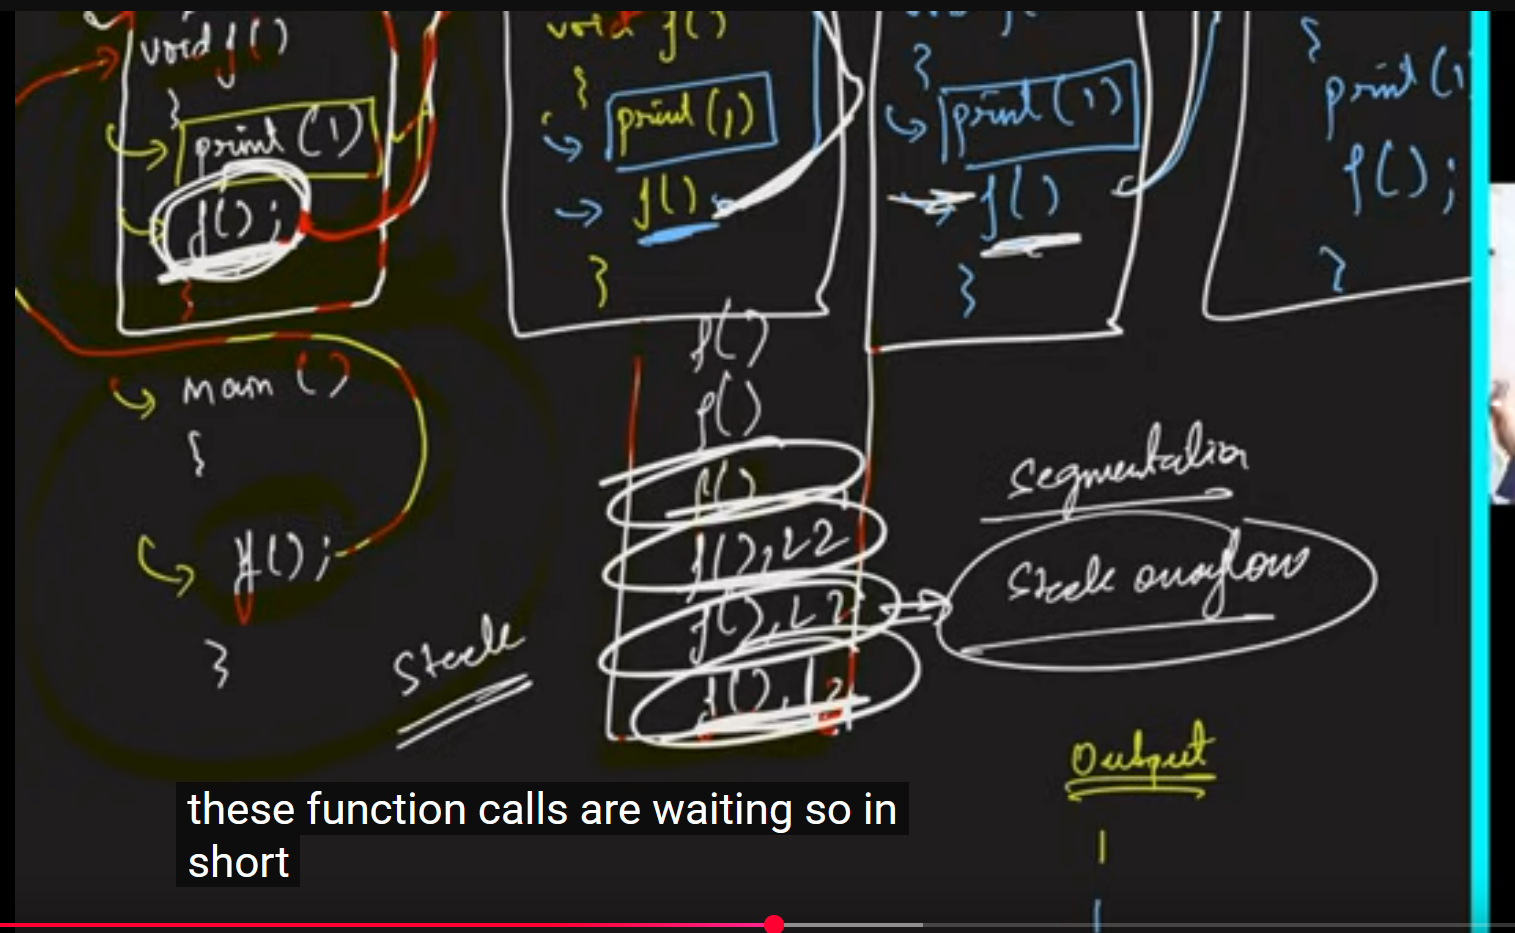 void f()
}
print(1)
f();
}
void f()
}
print(1)
f()
}
}
print(1)
f()
}
{
print(1
f();
}
main()
{
f();
}
Stack
f()
f()
f()
f(), L2
f(), L2
f(), L2
Segmentation
Stack overflow
Output
1
these function calls are waiting so in
short